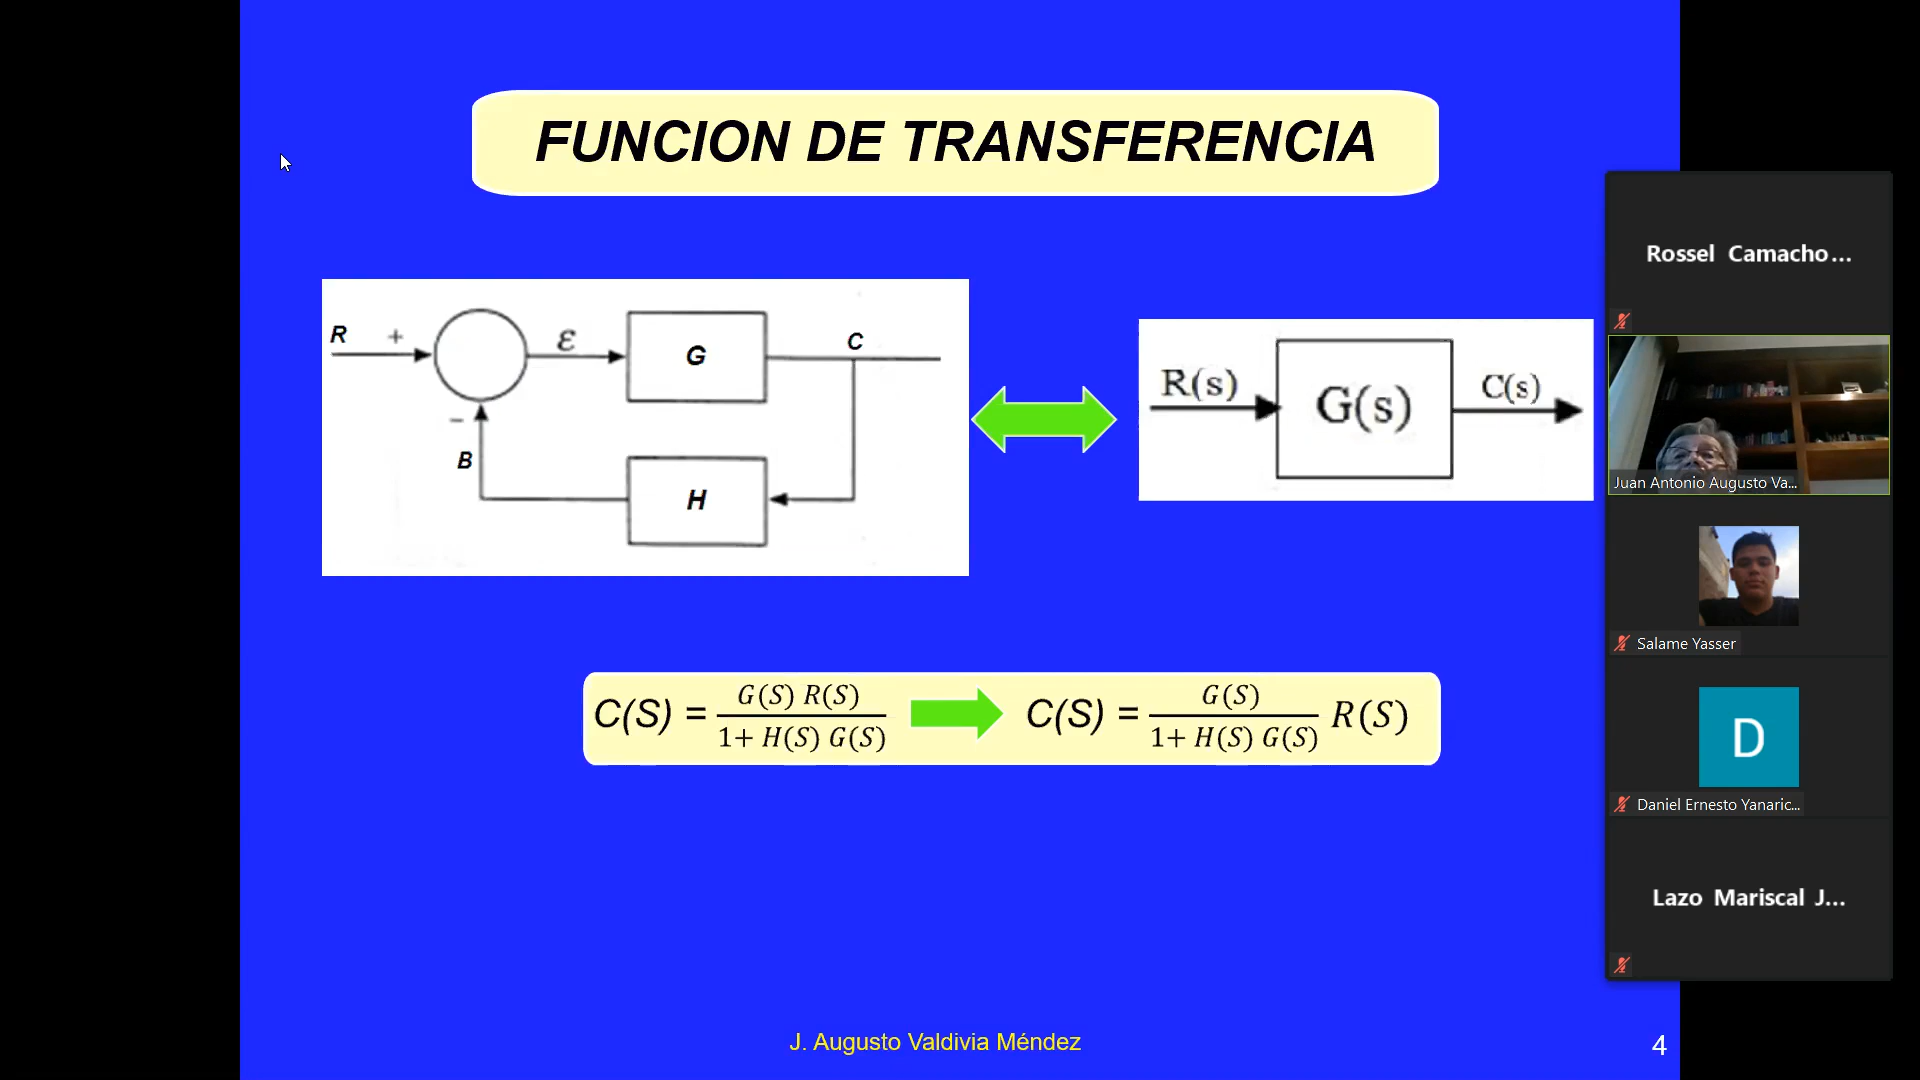 FUNCION DE TRANSFERENCIA
R + ε G C
− B H
R(s) G(s) C(s)
C(S) = G(S) R(S) / 1+ H(S) G(S) C(S) = G(S) / 1+ H(S) G(S) R(S)
J. Augusto Valdivia Méndez
4
Rossel Camacho...
Juan Antonio Augusto Va...
Salame Yasser
D
Daniel Ernesto Yanaric...
Lazo Mariscal J...